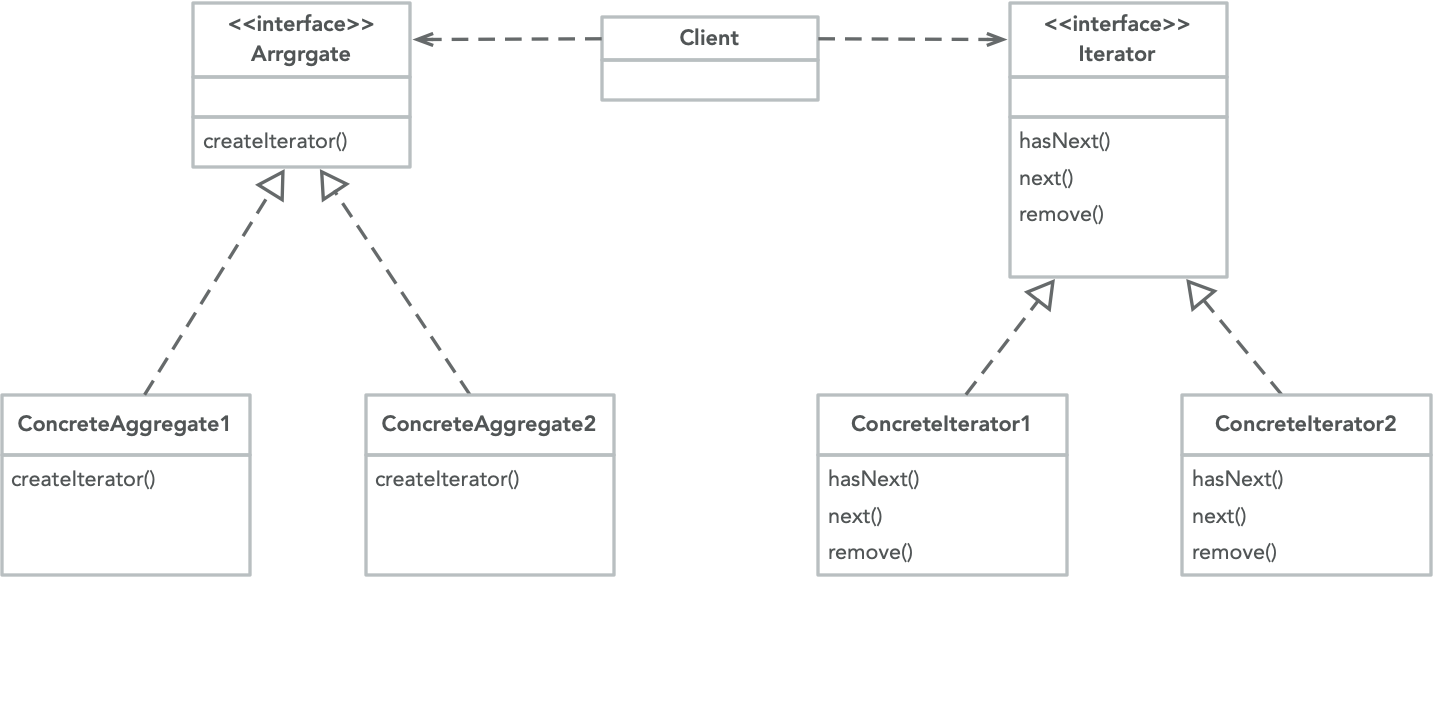 <<interface>>
Arrgrgate
createIterator()
Client
<<interface>>
Iterator
hasNext()
next()
remove()
ConcreteAggregate1
createIterator()
ConcreteAggregate2
createIterator()
ConcreteIterator1
hasNext()
next()
remove()
ConcreteIterator2
hasNext()
next()
remove()